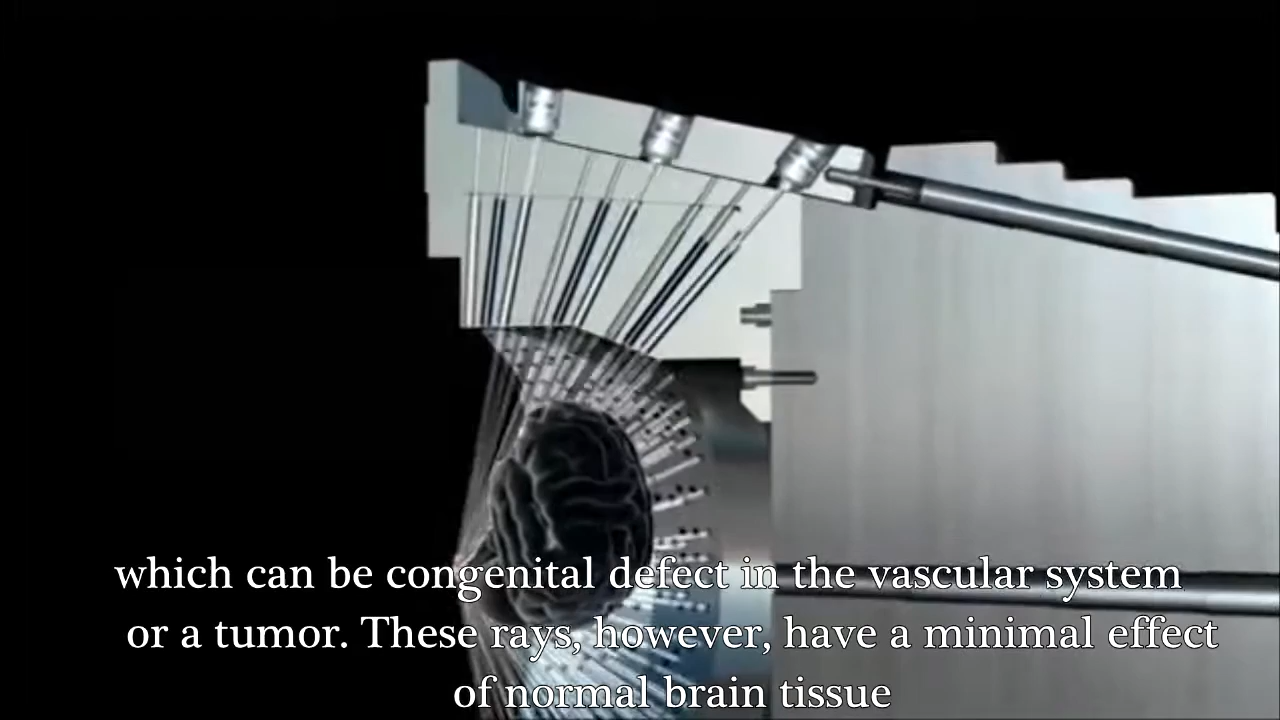 which can be congenital defect in the vascular system
or a tumor. These rays, however, have a minimal effect
of normal brain tissue